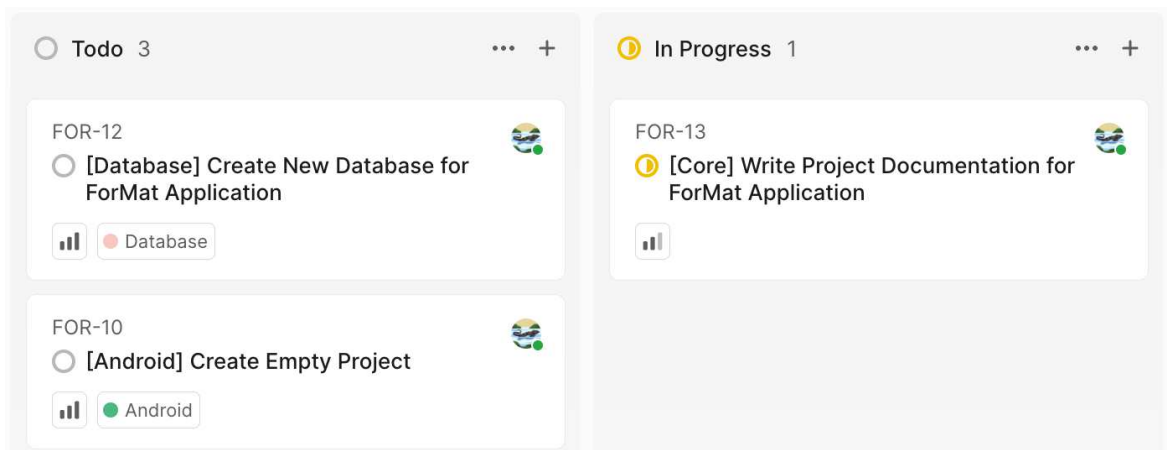 Todo 3
FOR-12
[Database] Create New Database for
ForMat Application
Database
FOR-10
[Android] Create Empty Project
Android
In Progress 1
FOR-13
[Core] Write Project Documentation for
ForMat Application